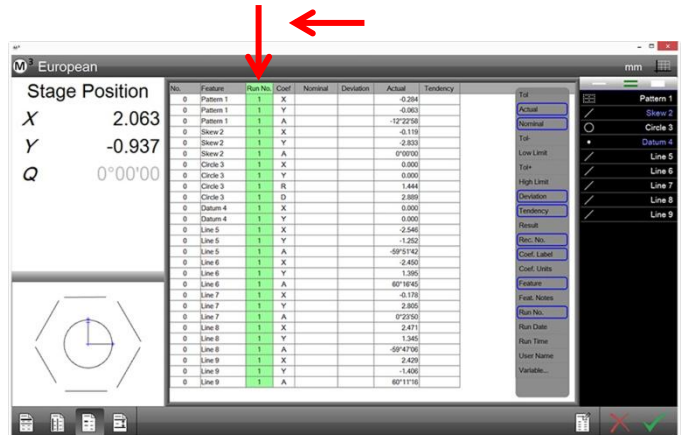 M³
M³ European mm
Stage Position
X 2.063
Y -0.937
Q 0°00'00
No. Feature Run No. Coef Nominal Deviation Actual Tendency
0 Pattern 1 1 X -0.284
0 Pattern 1 1 Y -0.063
0 Pattern 1 1 A -12°22'58
0 Skew 2 1 X -0.119
0 Skew 2 1 Y -2.833
0 Skew 2 1 A 0°00'00
0 Circle 3 1 X 0.000
0 Circle 3 1 Y 0.000
0 Circle 3 1 R 1.444
0 Circle 3 1 D 2.889
0 Datum 4 1 X 0.000
0 Datum 4 1 Y 0.000
0 Line 5 1 X -2.546
0 Line 5 1 Y -1.252
0 Line 5 1 A -59°51'42
0 Line 6 1 X -2.450
0 Line 6 1 Y 1.395
0 Line 6 1 A 60°16'45
0 Line 7 1 X -0.178
0 Line 7 1 Y 2.805
0 Line 7 1 A 0°23'50
0 Line 8 1 X 2.471
0 Line 8 1 Y 1.345
0 Line 8 1 A -59°47'06
0 Line 9 1 X 2.429
0 Line 9 1 Y -1.406
0 Line 9 1 A 60°11'16
Tol
Actual
Nominal
Tol-
Low Limit
Tol+
High Limit
Deviation
Tendency
Result
Rec. No.
Coef. Label
Coef. Units
Feature
Feat. Notes
Run No.
Run Date
Run Time
User Name
Variable...
Pattern 1
Skew 2
Circle 3
Datum 4
Line 5
Line 6
Line 7
Line 8
Line 9